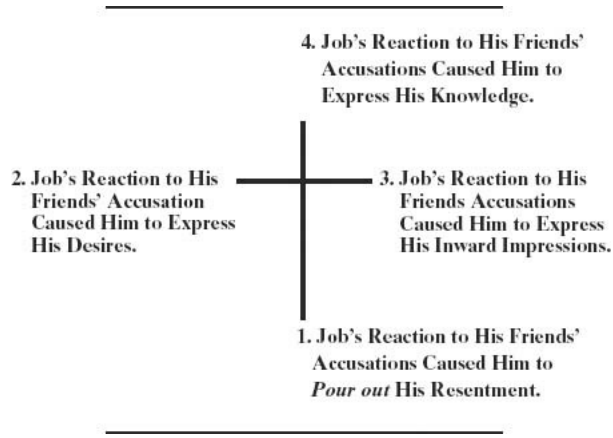 4. Job’s Reaction to His Friends’
Accusations Caused Him to
Express His Knowledge.
2. Job’s Reaction to His
Friends’ Accusation
Caused Him to Express
His Desires.
3. Job’s Reaction to His
Friends Accusations
Caused Him to Express
His Inward Impressions.
1. Job’s Reaction to His Friends’
Accusations Caused Him to
Pour out His Resentment.